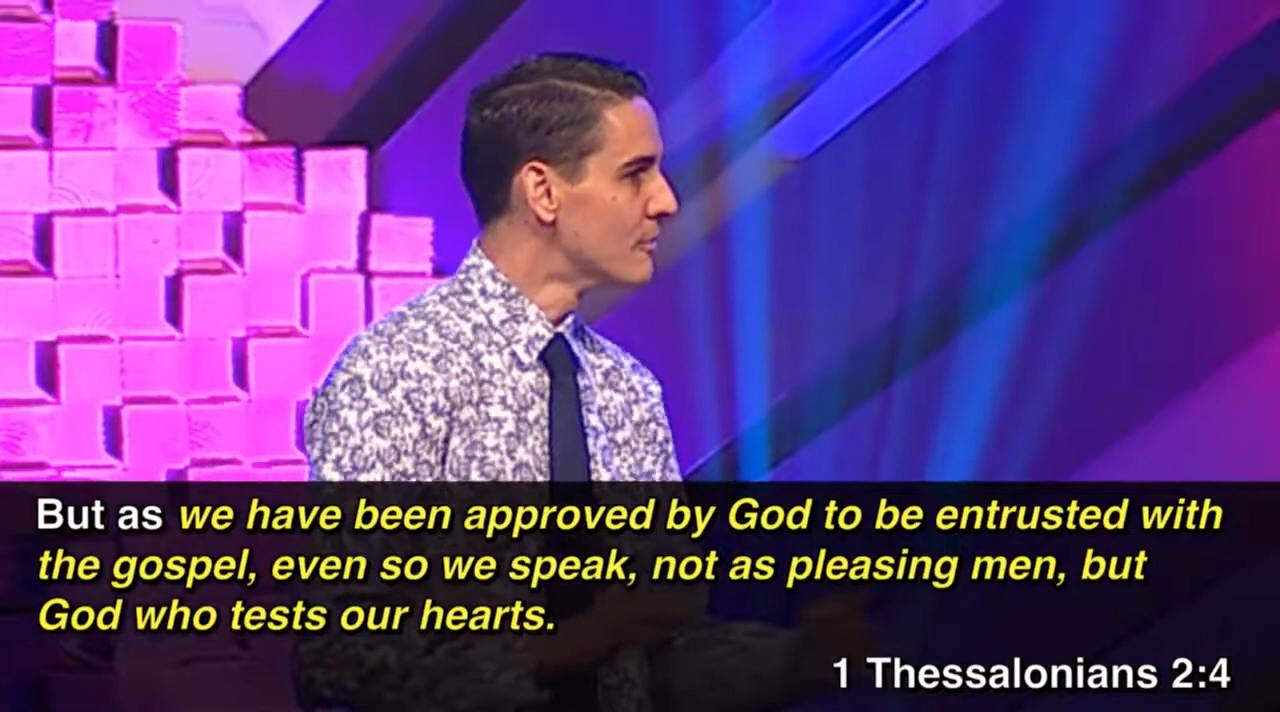 But as we have been approved by God to be entrusted with
the gospel, even so we speak, not as pleasing men, but
God who tests our hearts.
1 Thessalonians 2:4